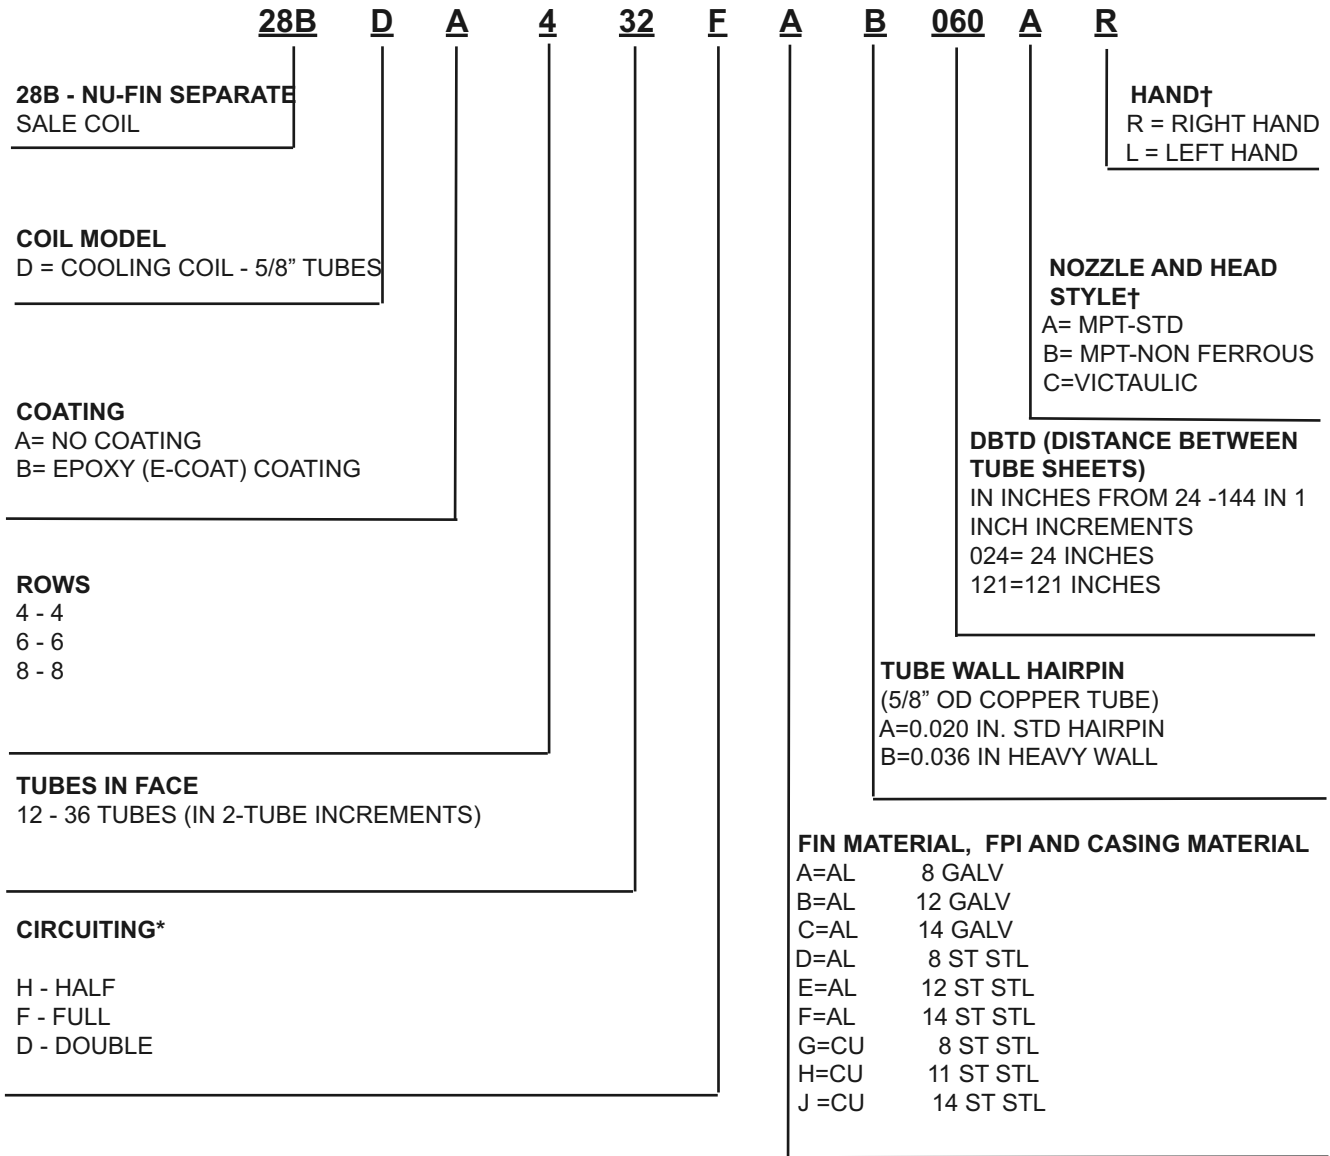 28B D A 4 32 F A B 060 A R
28B - NU-FIN SEPARATE
SALE COIL
COIL MODEL
D = COOLING COIL - 5/8” TUBES
COATING
A= NO COATING
B= EPOXY (E-COAT) COATING
ROWS
4 - 4
6 - 6
8 - 8
TUBES IN FACE
12 - 36 TUBES (IN 2-TUBE INCREMENTS)
CIRCUITING*
H - HALF
F - FULL
D - DOUBLE
HAND†
R = RIGHT HAND
L = LEFT HAND
NOZZLE AND HEAD
STYLE†
A= MPT-STD
B= MPT-NON FERROUS
C=VICTAULIC
DBTD (DISTANCE BETWEEN
TUBE SHEETS)
IN INCHES FROM 24 -144 IN 1
INCH INCREMENTS
024= 24 INCHES
121=121 INCHES
TUBE WALL HAIRPIN
(5/8” OD COPPER TUBE)
A=0.020 IN. STD HAIRPIN
B=0.036 IN HEAVY WALL
FIN MATERIAL, FPI AND CASING MATERIAL
A=AL 8 GALV
B=AL 12 GALV
C=AL 14 GALV
D=AL 8 ST STL
E=AL 12 ST STL
F=AL 14 ST STL
G=CU 8 ST STL
H=CU 11 ST STL
J =CU 14 ST STL